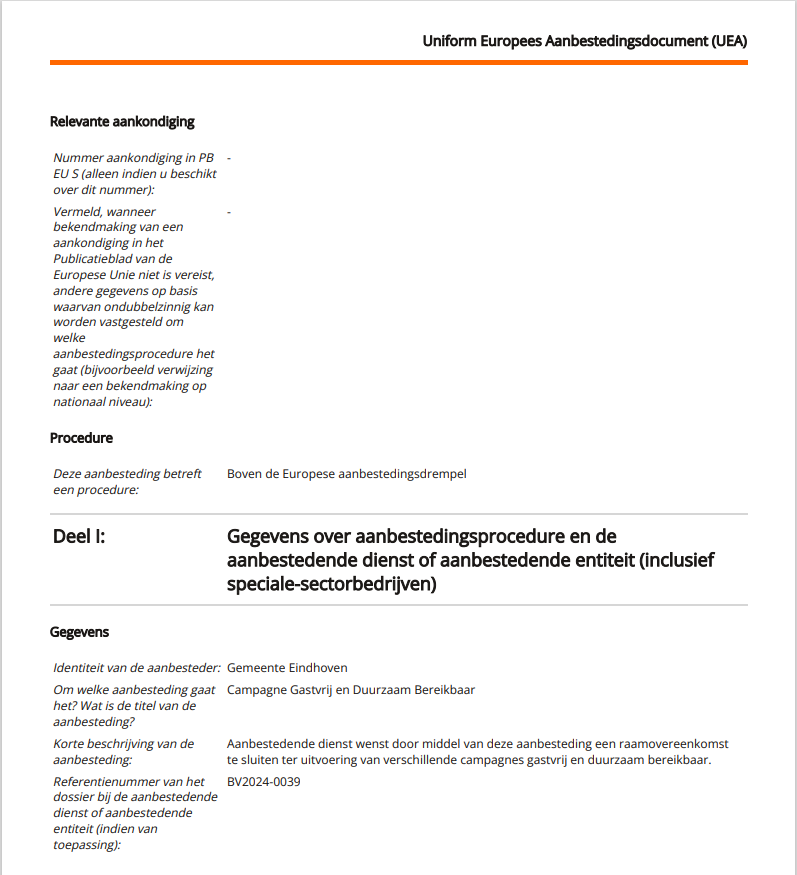 Uniform Europees Aanbestedingsdocument (UEA)
Relevante aankondiging
Nummer aankondiging in PB -
EU S (alleen indien u beschikt
over dit nummer):
Vermeld, wanneer -
bekendmaking van een
aankondiging in het
Publicatieblad van de
Europese Unie niet is vereist,
andere gegevens op basis
waarvan ondubbelzinnig kan
worden vastgesteld om
welke
aanbestedingsprocedure het
gaat (bijvoorbeeld verwijzing
naar een bekendmaking op
nationaal niveau):
Procedure
Deze aanbesteding betreft Boven de Europese aanbestedingsdrempel
een procedure:
Deel I: Gegevens over aanbestedingsprocedure en de
aanbestedende dienst of aanbestedende entiteit (inclusief
speciale-sectorbedrijven)
Gegevens
Identiteit van de aanbesteder: Gemeente Eindhoven
Om welke aanbesteding gaat Campagne Gastvrij en Duurzaam Bereikbaar
het? Wat is de titel van de
aanbesteding?
Korte beschrijving van de Aanbestedende dienst wenst door middel van deze aanbesteding een raamovereenkomst
aanbesteding: te sluiten ter uitvoering van verschillende campagnes gastvrij en duurzaam bereikbaar.
Referentienummer van het BV2024-0039
dossier bij de aanbestedende
dienst of aanbestedende
entiteit (indien van
toepassing):